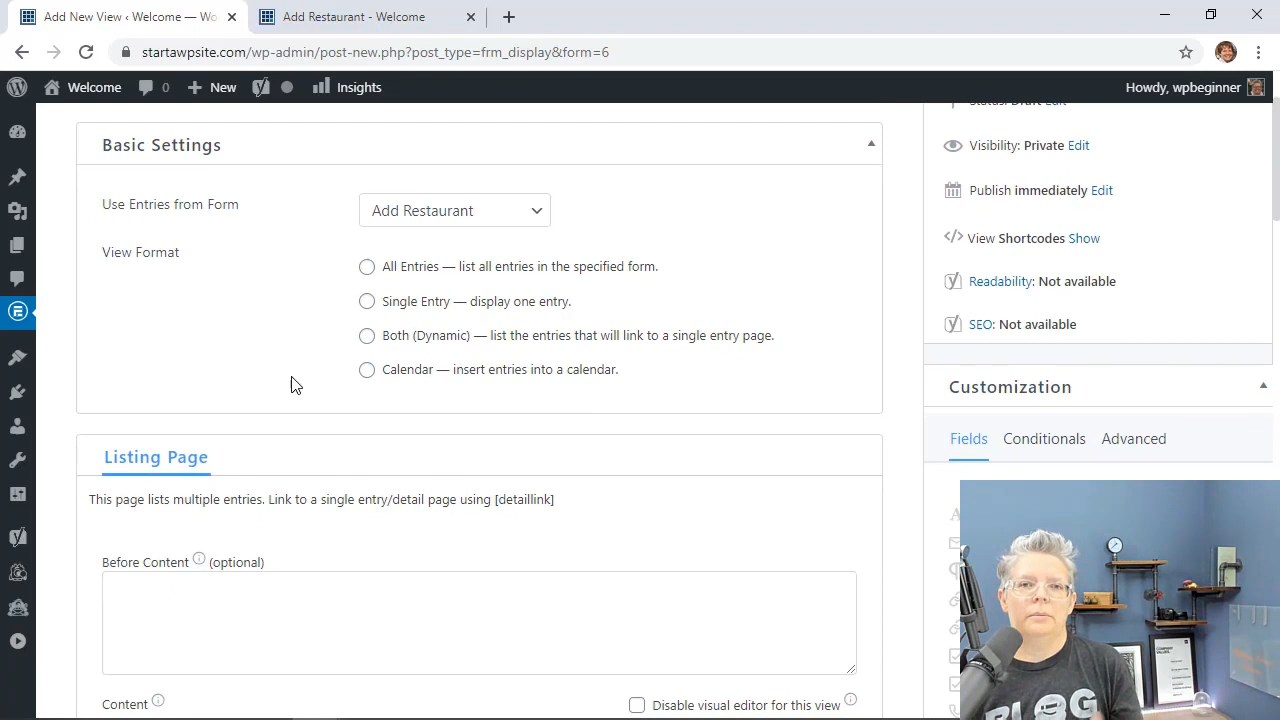 Add New View ‹ Welcome — Wo
Add Restaurant - Welcome
startawpsite.com/wp-admin/post-new.php?post_type=frm_display&form=6
Welcome
0
New
Insights
Howdy, wpbeginner
Basic Settings
Use Entries from Form
Add Restaurant
View Format
All Entries — list all entries in the specified form.
Single Entry — display one entry.
Both (Dynamic) — list the entries that will link to a single entry page.
Calendar — insert entries into a calendar.
Listing Page
This page lists multiple entries. Link to a single entry/detail page using [detaillink]
Before Content (optional)
Content
Disable visual editor for this view
Status: Draft Edit
Visibility: Private Edit
Publish immediately Edit
View Shortcodes Show
Readability: Not available
SEO: Not available
Customization
Fields
Conditionals
Advanced
BLOG